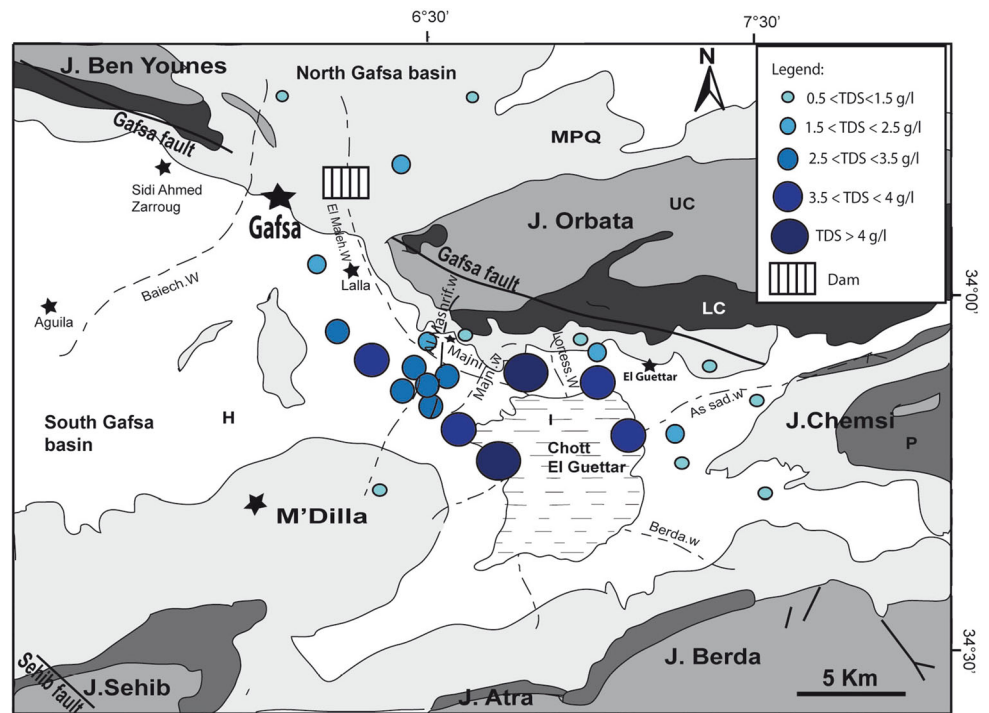 6°30'
7°30'
J. Ben Younes
North Gafsa basin
N
Legend:
0.5 <TDS<1.5 g/l
1.5 < TDS < 2.5 g/l
2.5 <TDS <3.5 g/l
3.5 < TDS < 4 g/l
TDS > 4 g/l
Dam
Gafsa fault
MPQ
Sidi Ahmed
Zarroug
UC
Gafsa
J. Orbata
El Maleh.W
Gafsa fault
Lalla
Baiech.W
Al Mashrif.w
34°00'
LC
Aguila
Majni
Majni.w
Lioness.W
El Guettar
As sad.w
H
I
South Gafsa
basin
J.Chemsi
P
Chott
El Guettar
M'Dilla
Berda.w
34°30'
Sehib fault
J.Sehib
J. Berda
J. Atra
5 Km